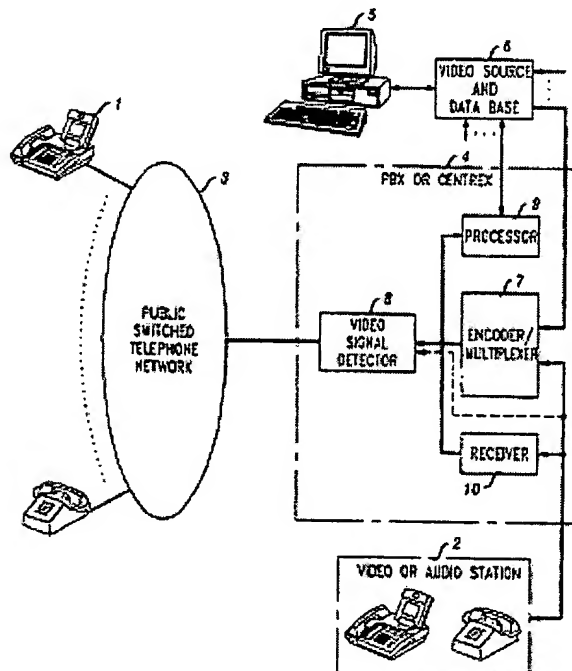 5
6
VIDEO SOURCE
AND
DATA BASE
1
3
4
PBX OR CENTREX
9
PROCESSOR
7
8
PUBLIC
SWITCHED
TELEPHONE
NETWORK
VIDEO
SIGNAL
DETECTOR
ENCODER/
MULTIPLEXER
RECEIVER
10
2
VIDEO OR AUDIO STATION